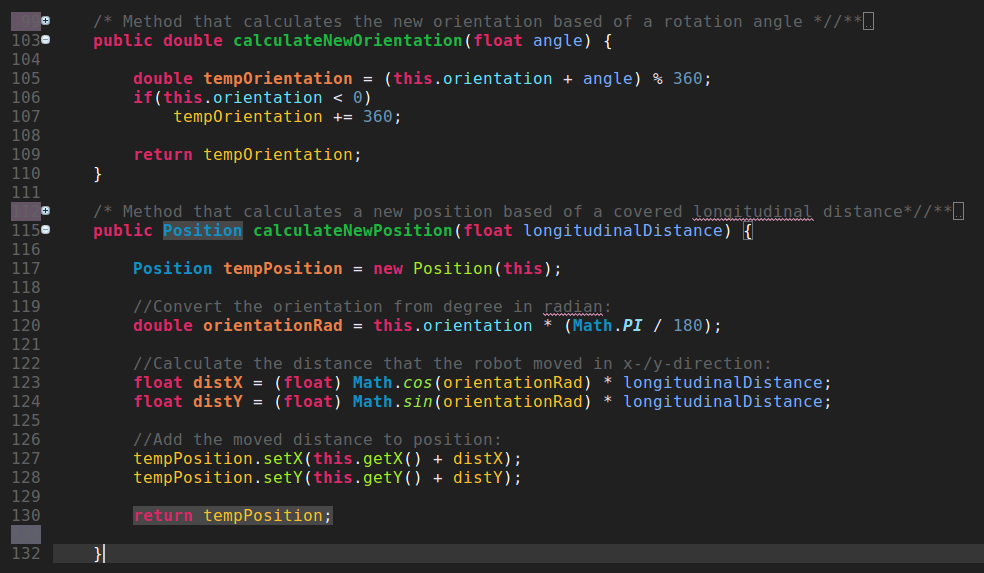 99 /* Method that calculates the new orientation based of a rotation angle *//**
103 public double calculateNewOrientation(float angle) {
104
105 double tempOrientation = (this.orientation + angle) % 360;
106 if(this.orientation < 0)
107 tempOrientation += 360;
108
109 return tempOrientation;
110 }
111
112 /* Method that calculates a new position based of a covered longitudinal distance*//**
115 public Position calculateNewPosition(float longitudinalDistance) {
116
117 Position tempPosition = new Position(this);
118
119 //Convert the orientation from degree in radian:
120 double orientationRad = this.orientation * (Math.PI / 180);
121
122 //Calculate the distance that the robot moved in x-/y-direction:
123 float distX = (float) Math.cos(orientationRad) * longitudinalDistance;
124 float distY = (float) Math.sin(orientationRad) * longitudinalDistance;
125
126 //Add the moved distance to position:
127 tempPosition.setX(this.getX() + distX);
128 tempPosition.setY(this.getY() + distY);
129
130 return tempPosition;
132 }